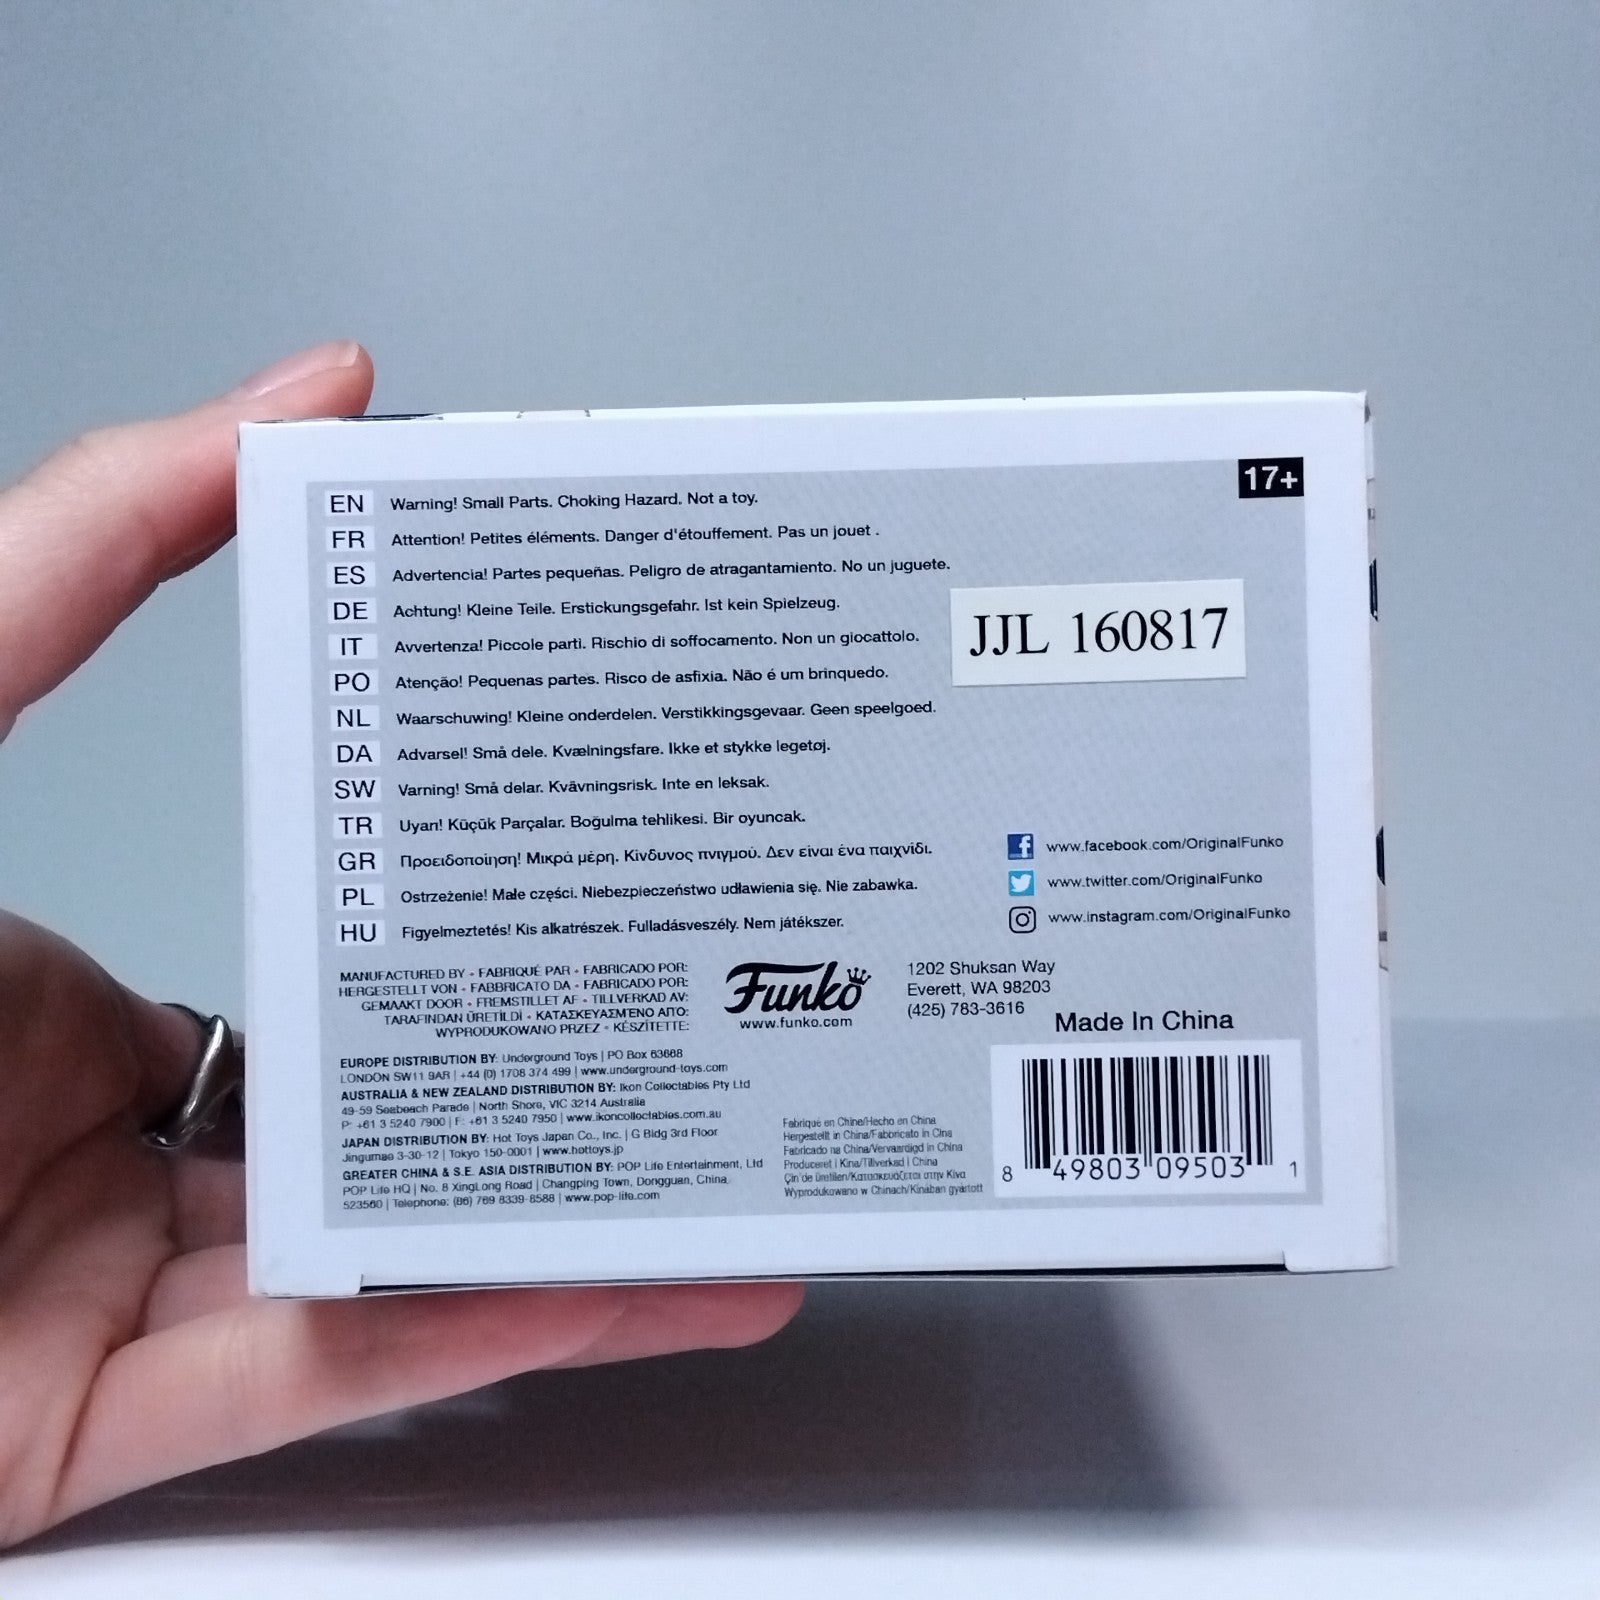 17+
EN Warning! Small Parts. Choking Hazard. Not a toy.
FR Attention! Petites éléments. Danger d'étouffement. Pas un jouet .
ES Advertencia! Partes pequeñas. Peligro de atragantamiento. No un juguete.
DE Achtung! Kleine Teile. Erstickungsgefahr. Ist kein Spielzeug.
IT Avvertenza! Piccole parti. Rischio di soffocamento. Non un giocattolo.
PO Atenção! Pequenas partes. Risco de asfixia. Não é um brinquedo.
NL Waarschuwing! Kleine onderdelen. Verstikkingsgevaar. Geen speelgoed.
DA Advarsel! Små dele. Kvælningsfare. Ikke et stykke legetøj.
SW Varning! Små delar. Kvävningsrisk. Inte en leksak.
TR Uyarı! Küçük Parçalar. Boğulma tehlikesi. Bir oyuncak.
GR Προειδοποίηση! Μικρά μέρη. Κίνδυνος πνιγμού. Δεν είναι ένα παιχνίδι.
PL Ostrzeżenie! Małe części. Niebezpieczeństwo udławienia się. Nie zabawka.
HU Figyelmeztetés! Kis alkatrészek. Fulladásveszély. Nem játékszer.
JJL 160817
www.facebook.com/OriginalFunko
www.twitter.com/OriginalFunko
www.instagram.com/OriginalFunko
MANUFACTURED BY • FABRIQUÉ PAR • FABRICADO POR:
HERGESTELLT VON • FABBRICATO DA • FABRICADO POR:
GEMAAKT DOOR • FREMSTILLET AF • TILLVERKAD AV:
TARAFINDAN ÜRETİLDİ • ΚΑΤΑΣΚΕΥΑΣΜΈΝΟ ΑΠΌ:
WYPRODUKOWANO PRZEZ • KÉSZÍTETTE:
Funko
www.funko.com
1202 Shuksan Way
Everett, WA 98203
(425) 783-3616
Made In China
EUROPE DISTRIBUTION BY: Underground Toys | PO Box 63668
LONDON SW11 9AR | +44 (0) 1708 374 499 | www.underground-toys.com
AUSTRALIA & NEW ZEALAND DISTRIBUTION BY: Ikon Collectables Pty Ltd
49-59 Seabeach Parade | North Shore, VIC 3214 Australia
P: +61 3 5240 7900 | F: +61 3 5240 7950 | www.ikoncollectables.com.au
JAPAN DISTRIBUTION BY: Hot Toys Japan Co., Inc. | G Bldg 3rd Floor
Jingumae 3-30-12 | Tokyo 150-0001 | www.hottoys.jp
GREATER CHINA & S.E. ASIA DISTRIBUTION BY: POP Life Entertainment, Ltd
POP Life HQ | No. 8 XingLong Road | Changping Town, Dongguan, China,
523560 | Telephone: (86) 769 8339-8588 | www.pop-life.com
Fabriqué en Chine/Hecho en China
Hergestellt in China/Fabbricato in Cina
Fabricado na China/Vervaardigd in China
Produceret i Kina/Tillverkad i China
Çin'de üretilen/Κατασκευάζεται στην Κίνα
Wyprodukowano w Chinach/Kínában gyártott
8 49803 09503 1